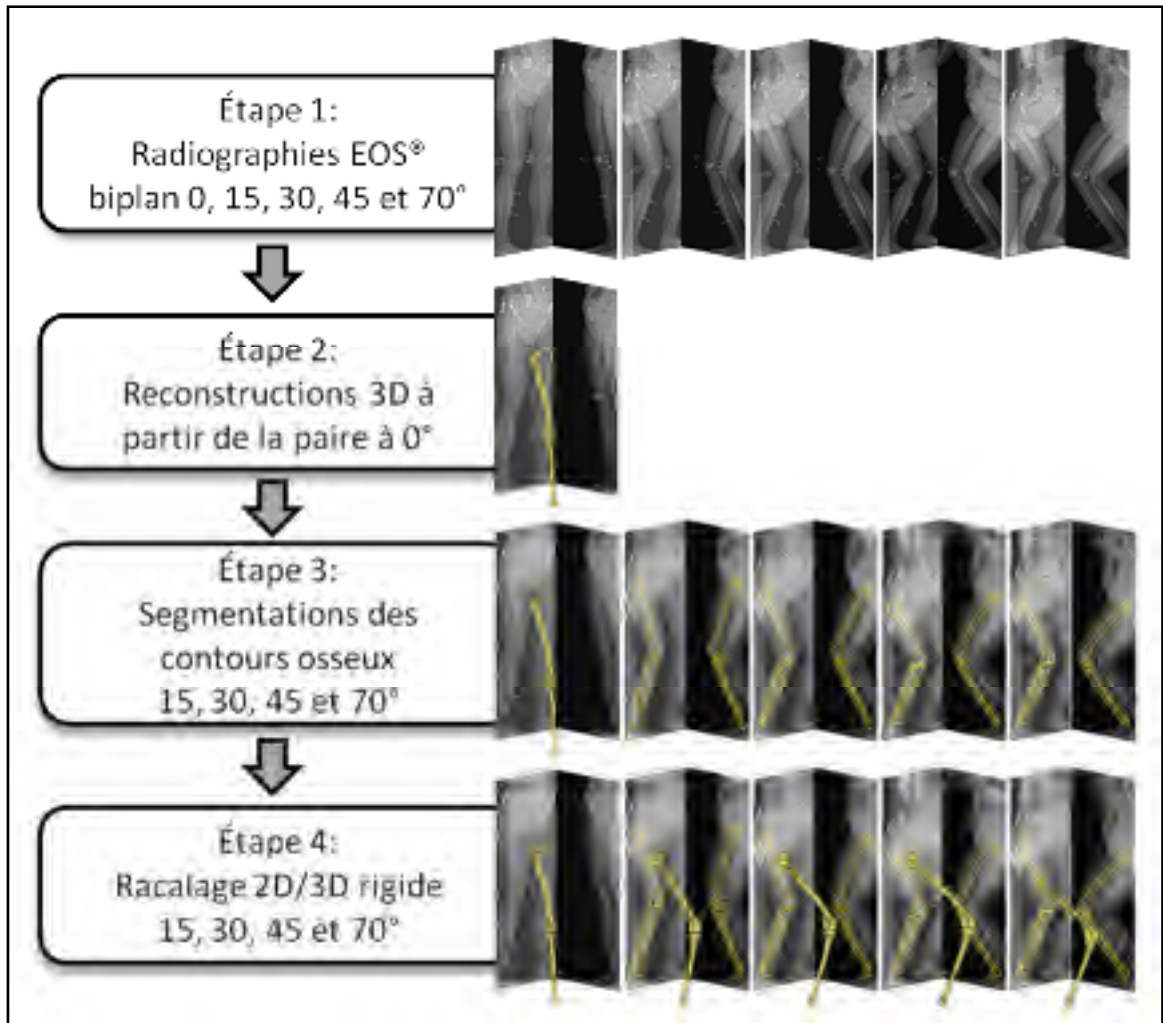 Étape 1:
Radiographies EOS®
biplan 0, 15, 30, 45 et 70°
Étape 2:
Reconstructions 3D à
partir de la paire à 0°
Étape 3:
Segmentations des
contours osseux
15, 30, 45 et 70°
Étape 4:
Racalage 2D/3D rigide
15, 30, 45 et 70°